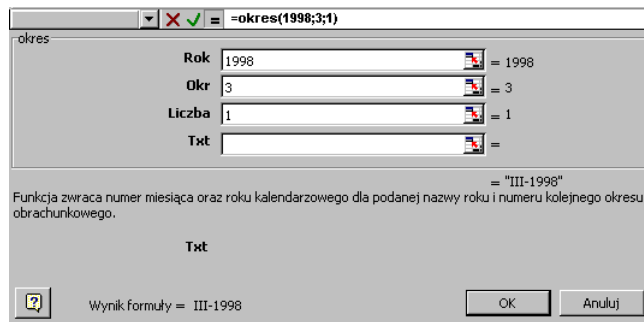 =okres(1998;3;1)
okres
Rok 1998 = 1998
Okr 3 = 3
Liczba 1 = 1
Txt =
= "III-1998"
Funkcja zwraca numer miesiąca oraz roku kalendarzowego dla podanej nazwy roku i numeru kolejnego okresu
obrachunkowego.
Txt
Wynik formuły = III-1998 OK Anuluj